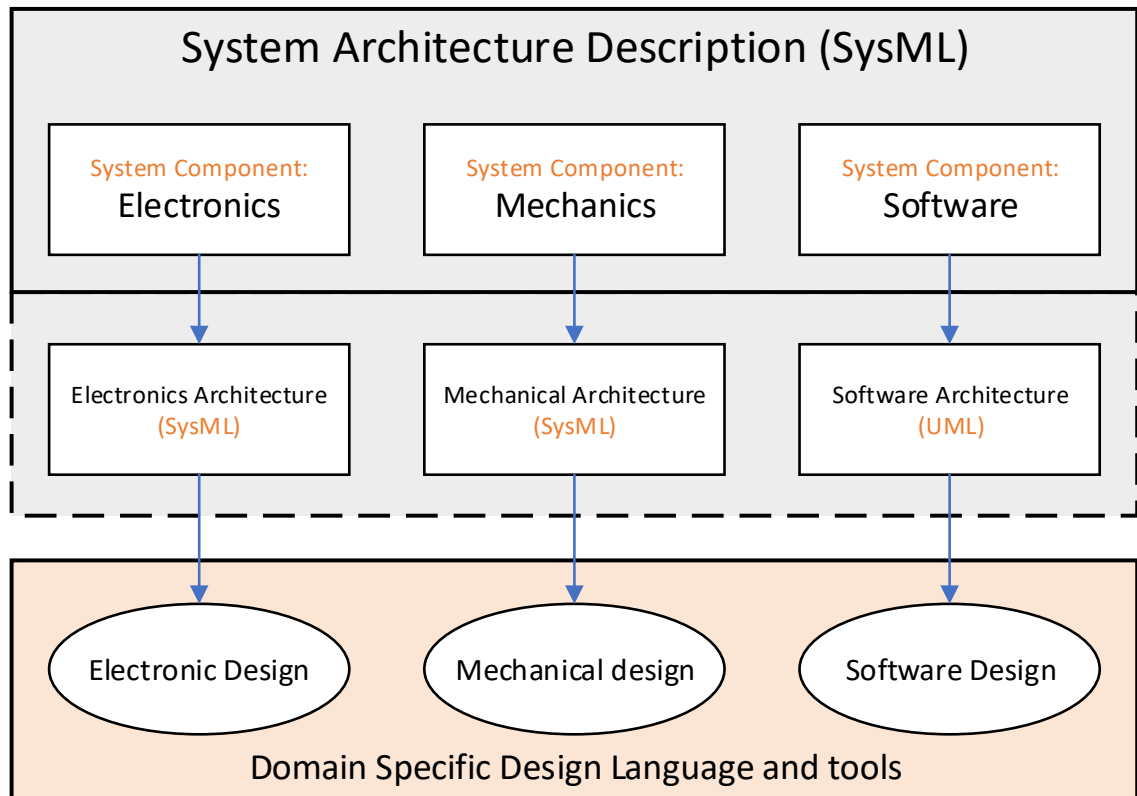 System Architecture Description (SysML)
System Component:
Electronics
System Component:
Mechanics
System Component:
Software
Electronics Architecture
(SysML)
Mechanical Architecture
(SysML)
Software Architecture
(UML)
Electronic Design
Mechanical design
Software Design
Domain Specific Design Language and tools